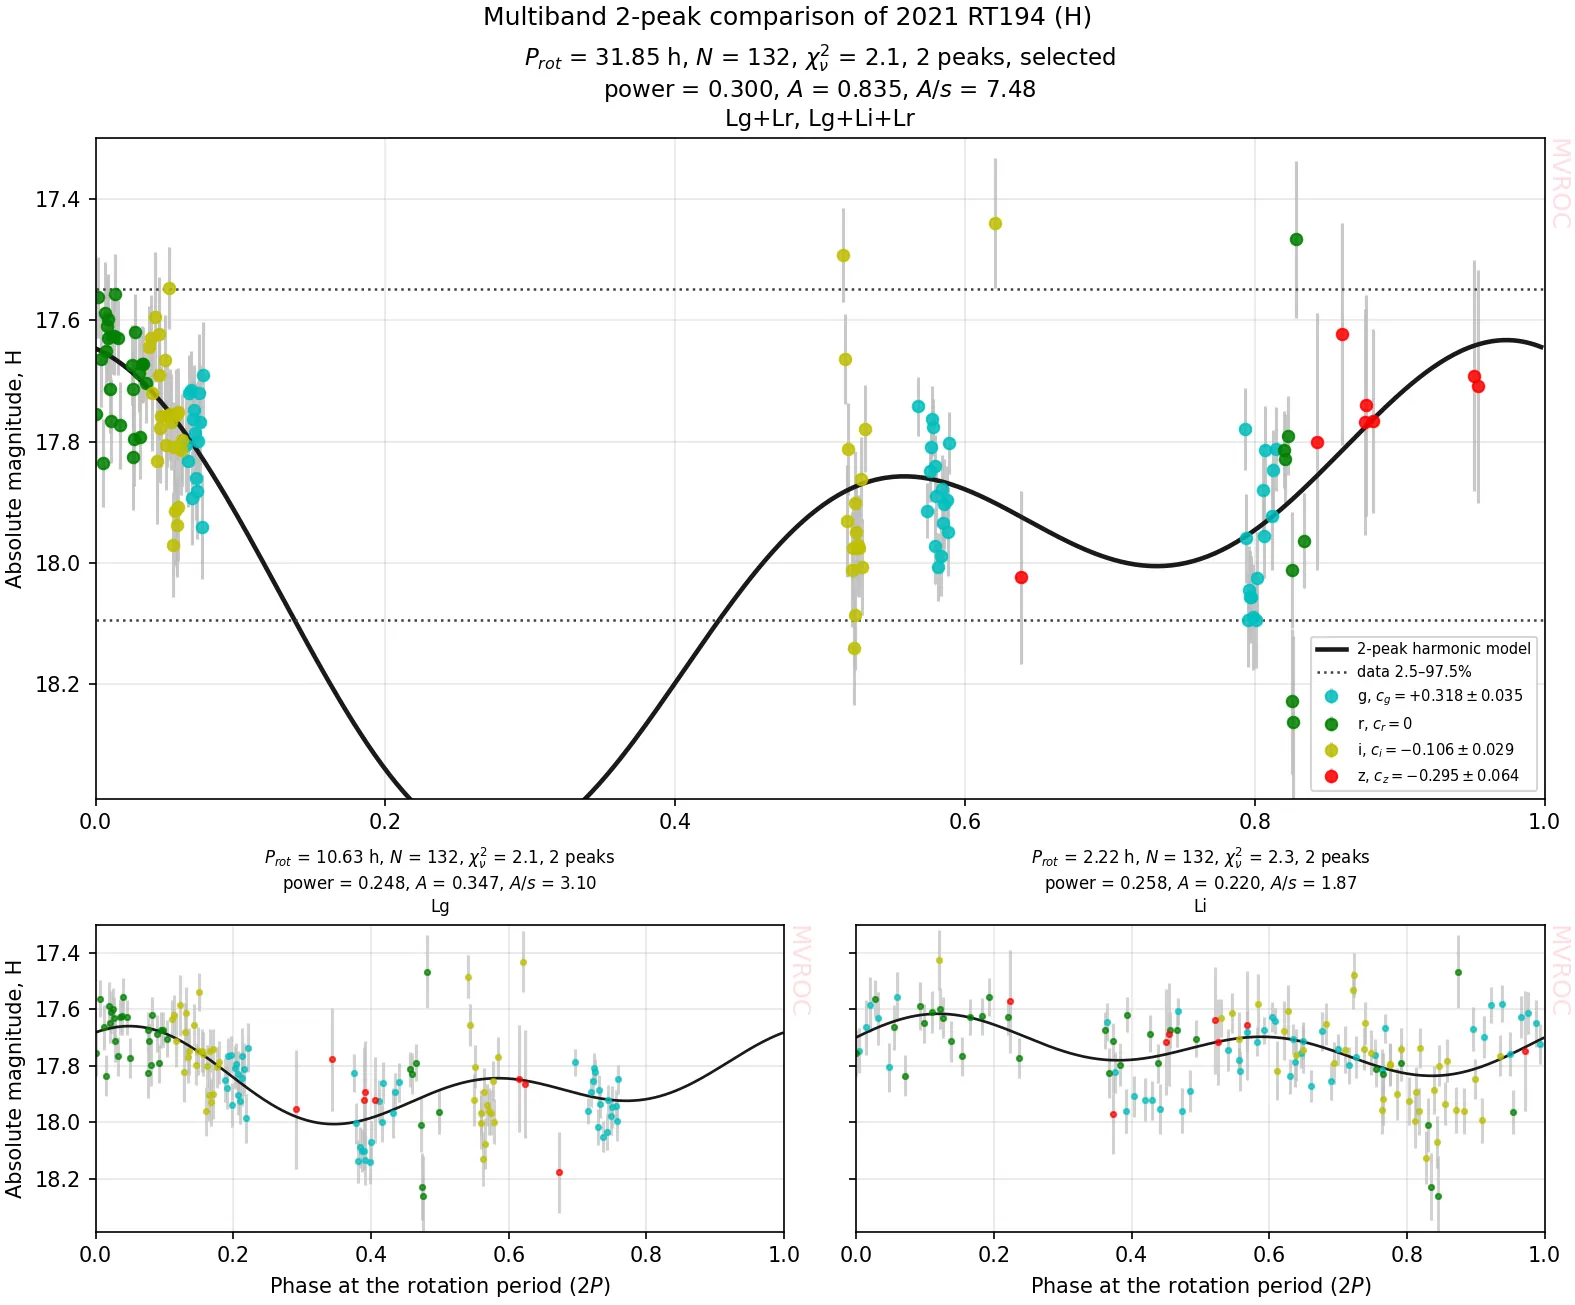 Multiband 2-peak comparison of 2021 RT194 (H)
P_rot = 31.85 h, N = 132, χ²_ν = 2.1, 2 peaks, selected
power = 0.300, A = 0.835, A/s = 7.48
Lg+Lr, Lg+Li+Lr
Absolute magnitude, H
17.4
17.6
17.8
18.0
18.2
0.0 0.2 0.4 0.6 0.8 1.0
2-peak harmonic model
data 2.5–97.5%
g, c_g = +0.318 ± 0.035
r, c_r = 0
i, c_i = −0.106 ± 0.029
z, c_z = −0.295 ± 0.064
MVROC
P_rot = 10.63 h, N = 132, χ²_ν = 2.1, 2 peaks
power = 0.248, A = 0.347, A/s = 3.10
Lg
Absolute magnitude, H
17.4
17.6
17.8
18.0
18.2
0.0 0.2 0.4 0.6 0.8 1.0
Phase at the rotation period (2P)
MVROC
P_rot = 2.22 h, N = 132, χ²_ν = 2.3, 2 peaks
power = 0.258, A = 0.220, A/s = 1.87
Li
0.0 0.2 0.4 0.6 0.8 1.0
Phase at the rotation period (2P)
MVROC